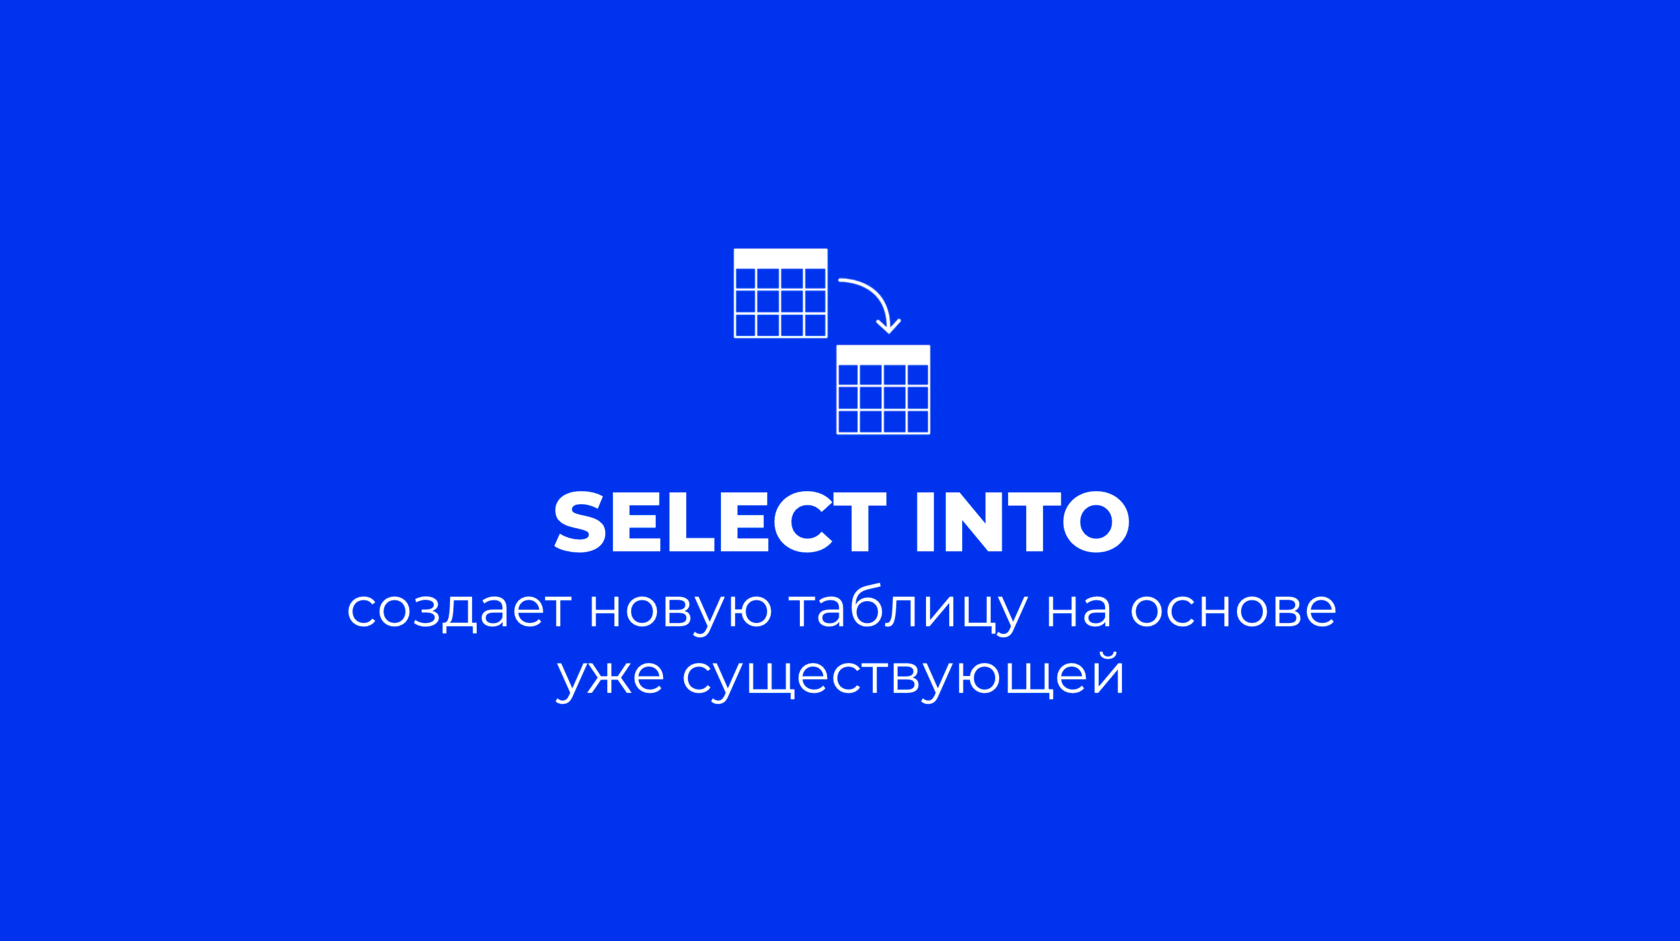 SELECT INTO
создает новую таблицу на основе
уже существующей